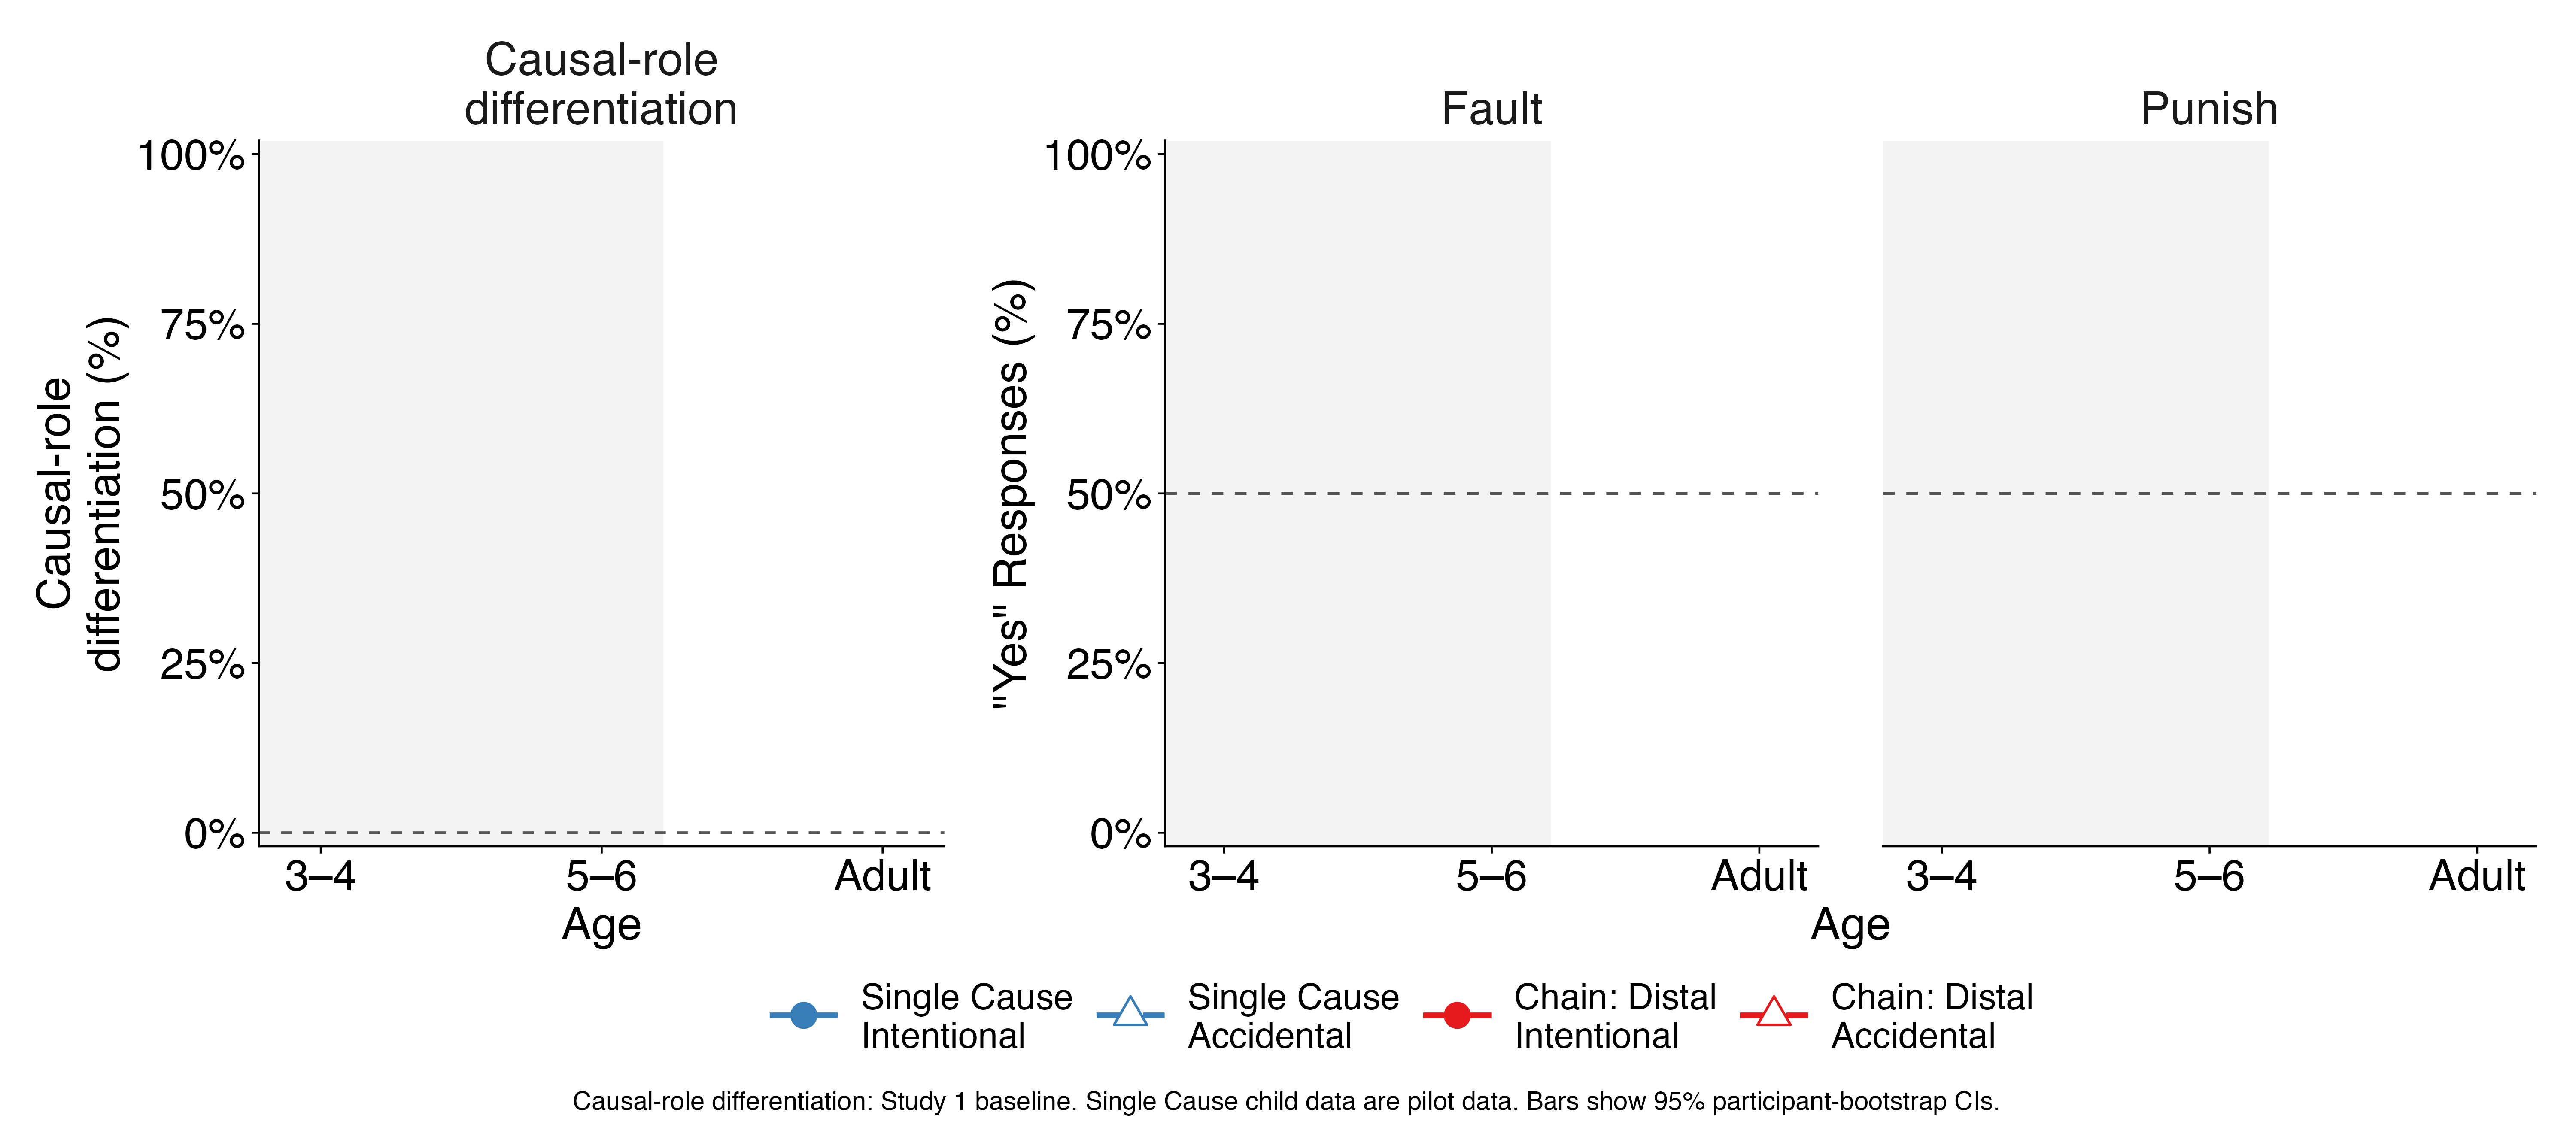 Causal-role
differentiation
Causal-role
differentiation (%)
100%
75%
50%
25%
0%
3–4
5–6
Adult
Age
Fault
Punish
"Yes" Responses (%)
100%
75%
50%
25%
0%
3–4
5–6
Adult
3–4
5–6
Adult
Age
Single Cause
Intentional
Single Cause
Accidental
Chain: Distal
Intentional
Chain: Distal
Accidental
Causal-role differentiation: Study 1 baseline. Single Cause child data are pilot data. Bars show 95% participant-bootstrap CIs.